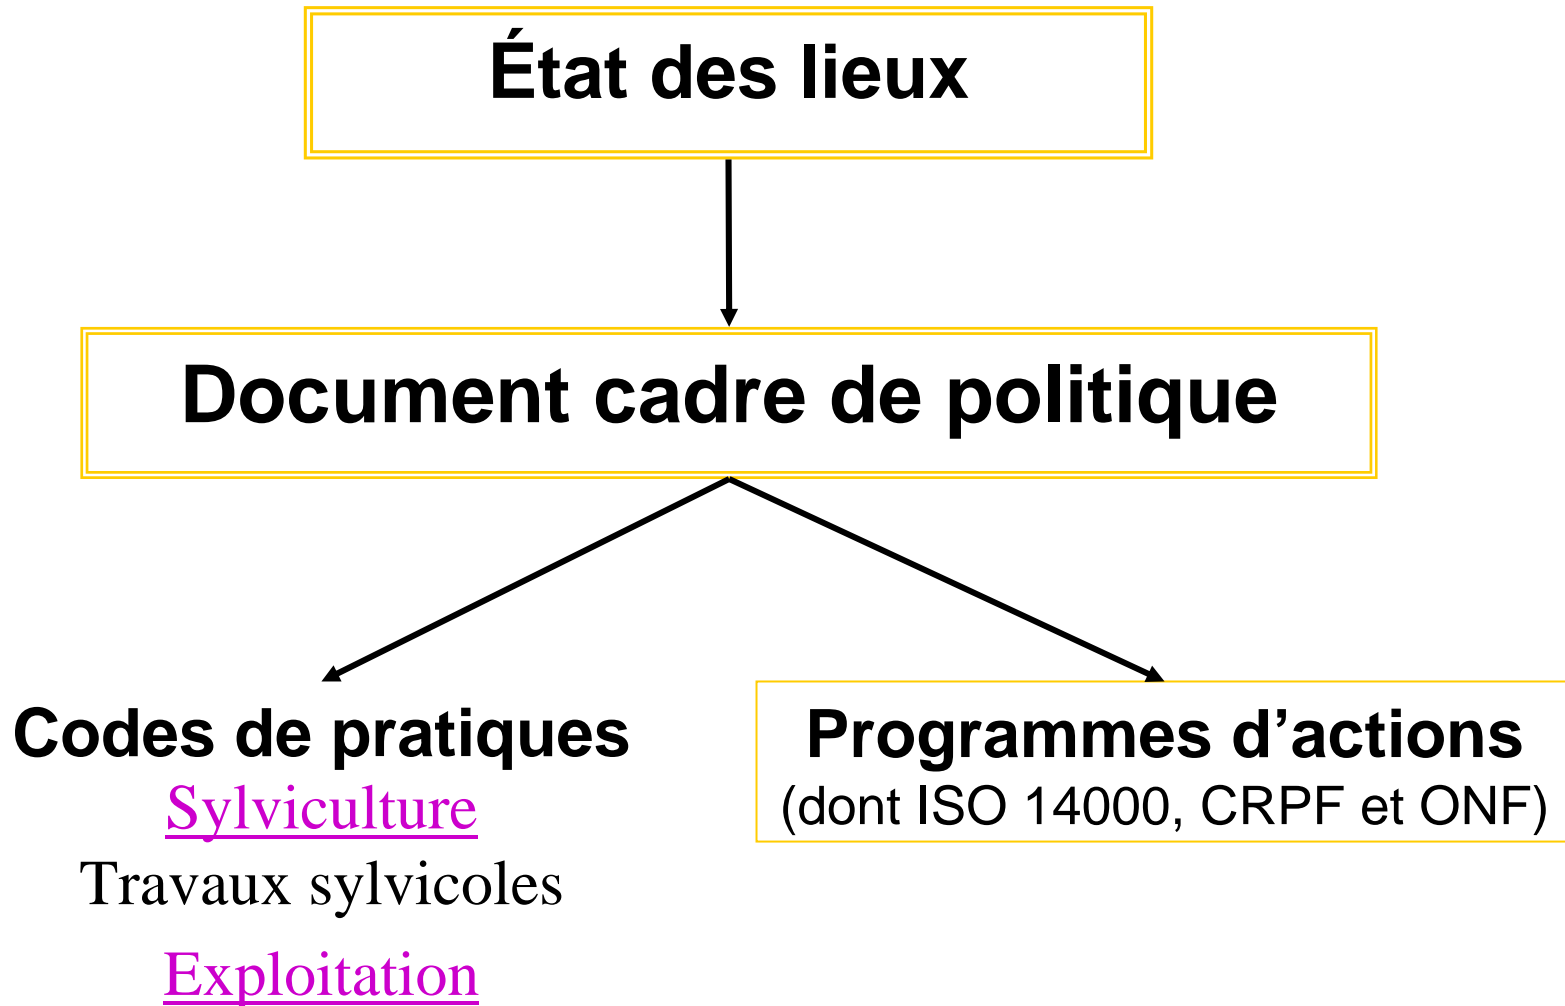 État des lieux
Document cadre de politique
Codes de pratiques
Sylviculture
Travaux sylvicoles
Exploitation
Programmes d’actions
(dont ISO 14000, CRPF et ONF)